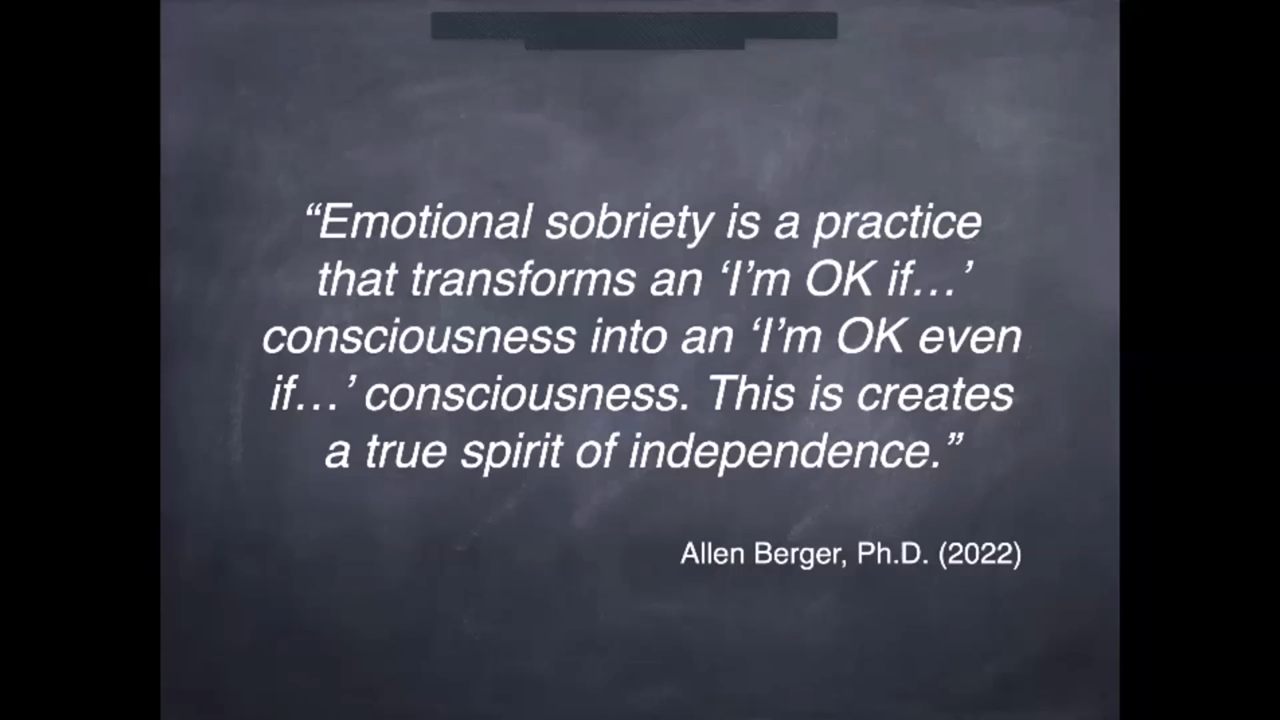 “Emotional sobriety is a practice
that transforms an ‘I’m OK if…’
consciousness into an ‘I’m OK even
if…’ consciousness. This is creates
a true spirit of independence.”
Allen Berger, Ph.D. (2022)